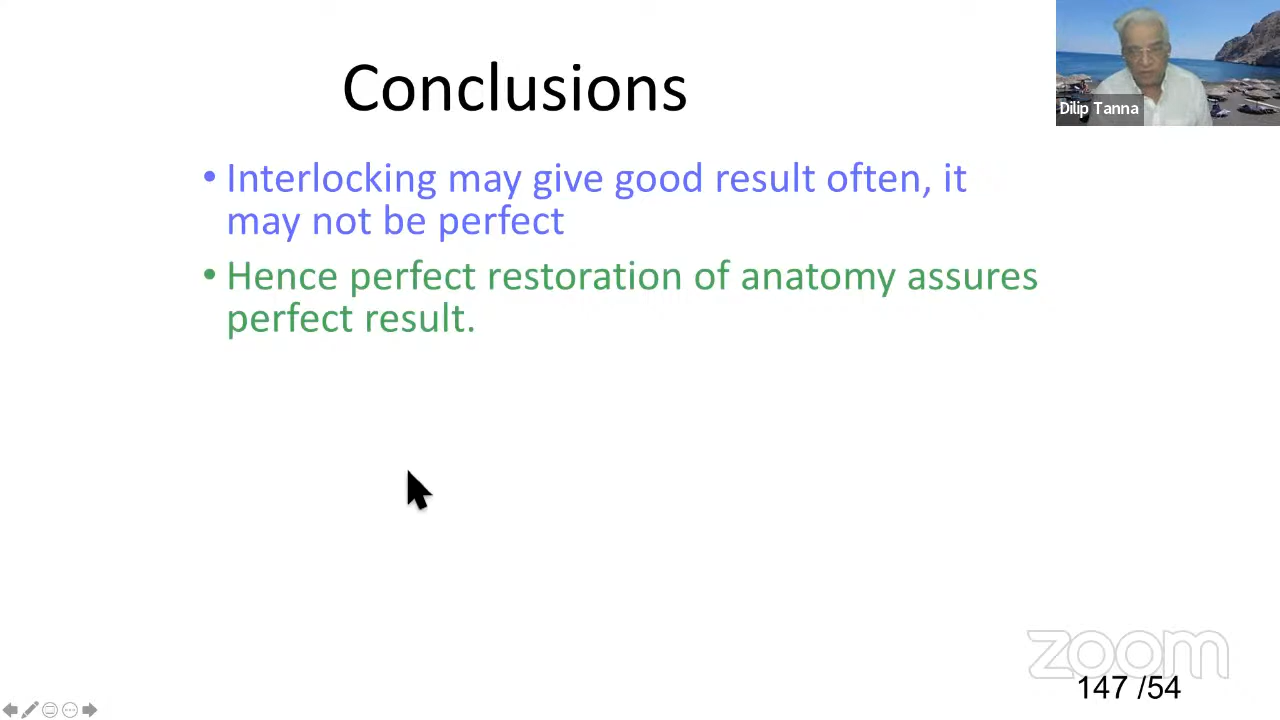 Conclusions
Dilip Tanna
• Interlocking may give good result often, it
may not be perfect
• Hence perfect restoration of anatomy assures
perfect result.
zoom
147 /54